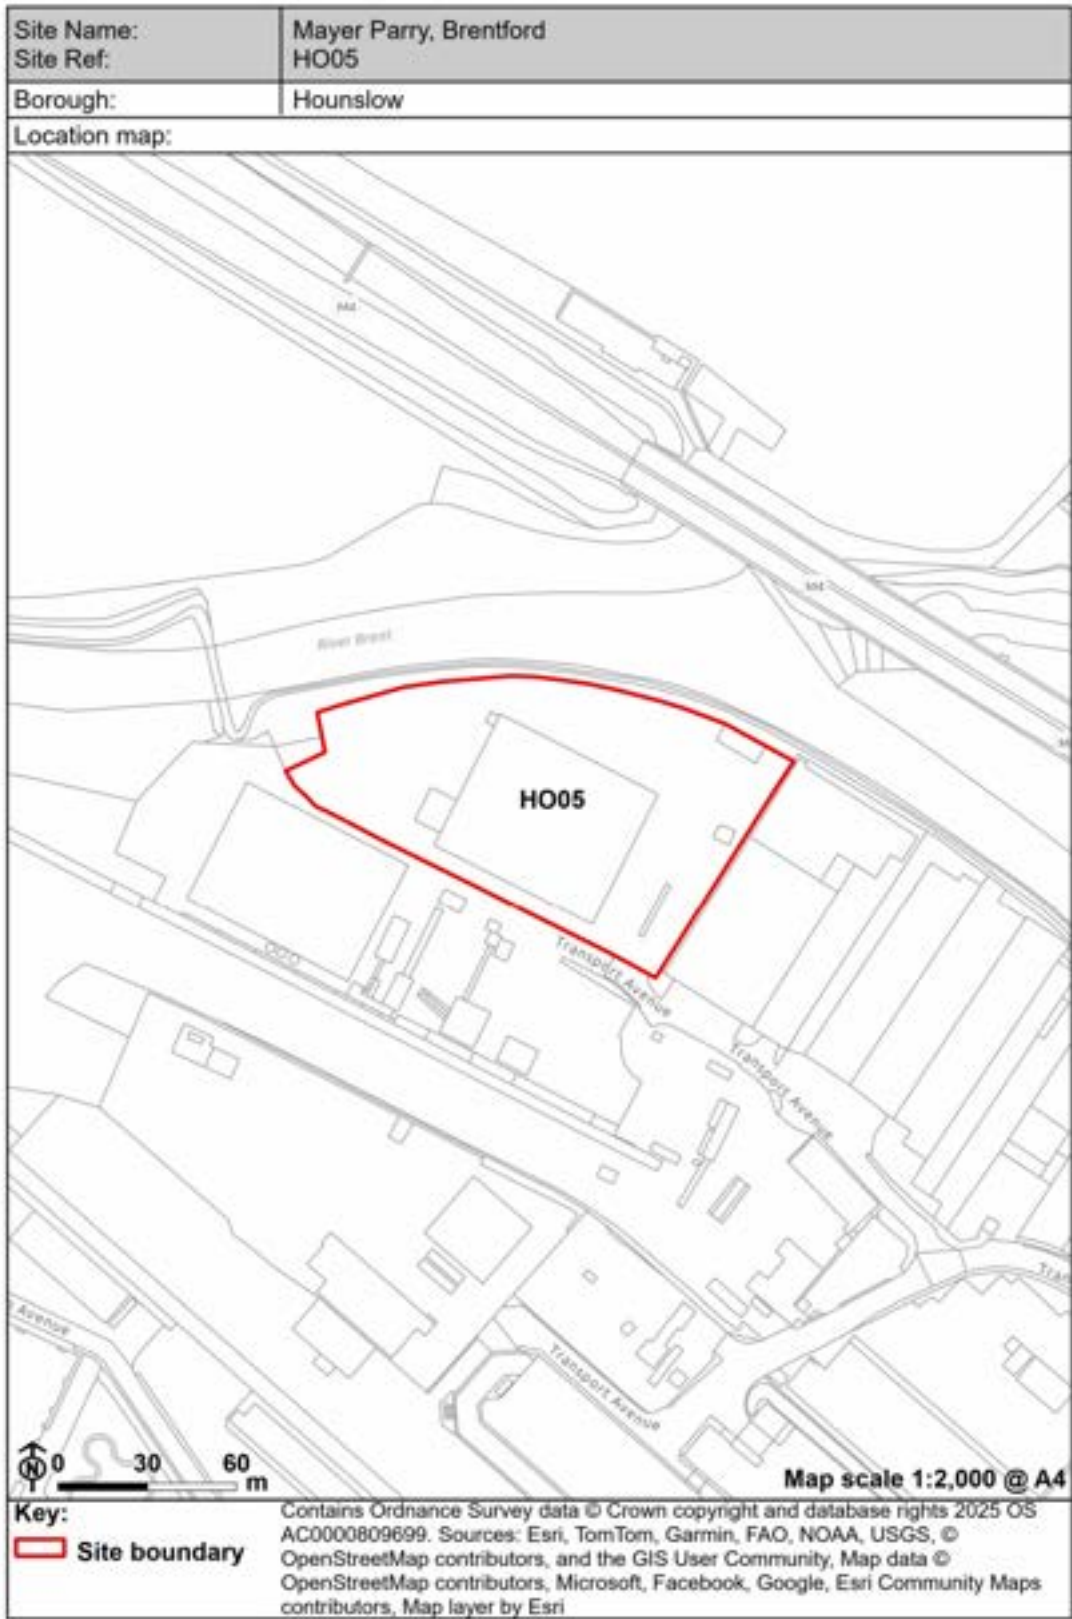 Site Name: Mayer Parry, Brentford
Site Ref: HO05
Borough: Hounslow
Location map:
M4
M4
River Brent
HO05
Transport Avenue
Transport Avenue
Transport Avenue
Avenue
N 0 30 60 m
Map scale 1:2,000 @ A4
Key:
Site boundary
Contains Ordnance Survey data © Crown copyright and database rights 2025 OS
AC0000809699. Sources: Esri, TomTom, Garmin, FAO, NOAA, USGS, ©
OpenStreetMap contributors, and the GIS User Community, Map data ©
OpenStreetMap contributors, Microsoft, Facebook, Google, Esri Community Maps
contributors, Map layer by Esri